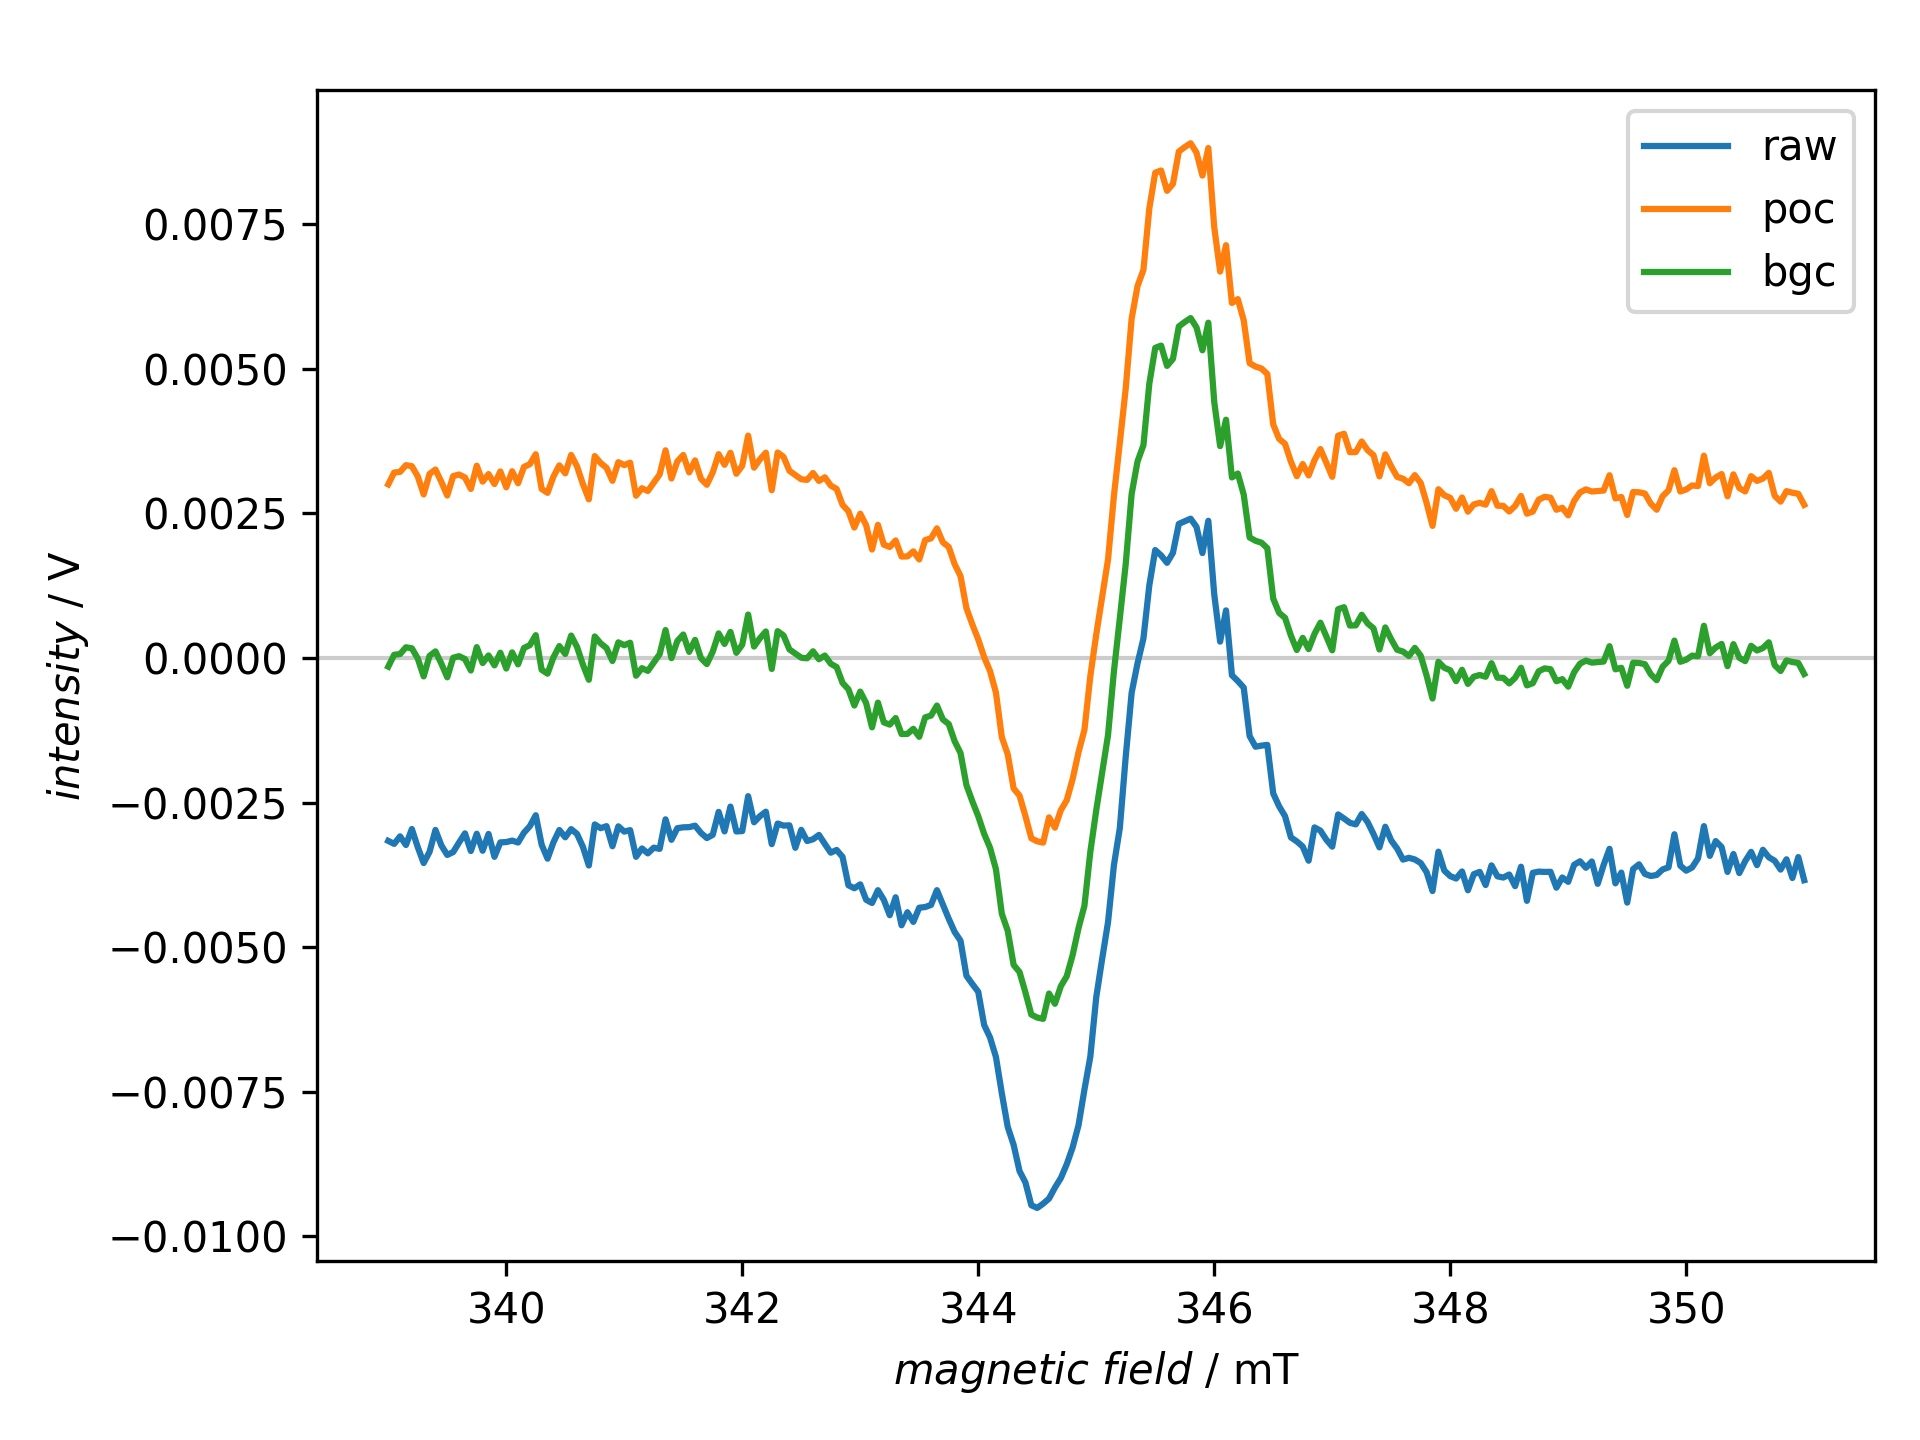 raw
poc
bgc
0.0075
0.0050
0.0025
0.0000
−0.0025
−0.0050
−0.0075
−0.0100
intensity / V
340 342 344 346 348 350
magnetic field / mT